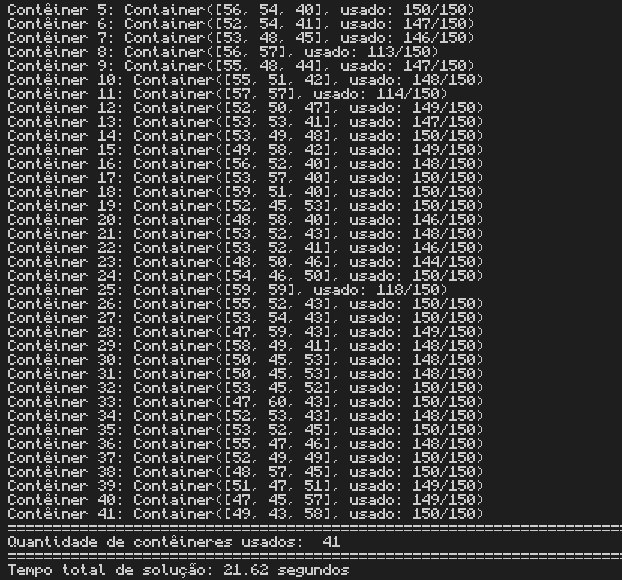 Contêiner 5: Container([56, 54, 40], usado: 150/150)
Contêiner 6: Container([52, 54, 41], usado: 147/150)
Contêiner 7: Container([53, 48, 45], usado: 146/150)
Contêiner 8: Container([56, 57], usado: 113/150)
Contêiner 9: Container([55, 48, 44], usado: 147/150)
Contêiner 10: Container([55, 51, 42], usado: 148/150)
Contêiner 11: Container([57, 57], usado: 114/150)
Contêiner 12: Container([52, 50, 47], usado: 149/150)
Contêiner 13: Container([53, 53, 41], usado: 147/150)
Contêiner 14: Container([53, 49, 48], usado: 150/150)
Contêiner 15: Container([49, 58, 42], usado: 149/150)
Contêiner 16: Container([56, 52, 40], usado: 148/150)
Contêiner 17: Container([53, 57, 40], usado: 150/150)
Contêiner 18: Container([59, 51, 40], usado: 150/150)
Contêiner 19: Container([52, 45, 53], usado: 150/150)
Contêiner 20: Container([48, 58, 40], usado: 146/150)
Contêiner 21: Container([53, 52, 43], usado: 148/150)
Contêiner 22: Container([53, 52, 41], usado: 146/150)
Contêiner 23: Container([48, 50, 46], usado: 144/150)
Contêiner 24: Container([54, 46, 50], usado: 150/150)
Contêiner 25: Container([59, 59], usado: 118/150)
Contêiner 26: Container([55, 52, 43], usado: 150/150)
Contêiner 27: Container([53, 54, 43], usado: 150/150)
Contêiner 28: Container([47, 59, 43], usado: 149/150)
Contêiner 29: Container([58, 49, 41], usado: 148/150)
Contêiner 30: Container([50, 45, 53], usado: 148/150)
Contêiner 31: Container([50, 45, 53], usado: 148/150)
Contêiner 32: Container([53, 45, 52], usado: 150/150)
Contêiner 33: Container([47, 60, 43], usado: 150/150)
Contêiner 34: Container([52, 53, 43], usado: 148/150)
Contêiner 35: Container([53, 52, 45], usado: 150/150)
Contêiner 36: Container([55, 47, 46], usado: 148/150)
Contêiner 37: Container([52, 49, 49], usado: 150/150)
Contêiner 38: Container([48, 57, 45], usado: 150/150)
Contêiner 39: Container([51, 47, 51], usado: 149/150)
Contêiner 40: Container([47, 45, 57], usado: 149/150)
Contêiner 41: Container([49, 43, 58], usado: 150/150)
Quantidade de contêineres usados:  41
Tempo total de solução: 21.62 segundos